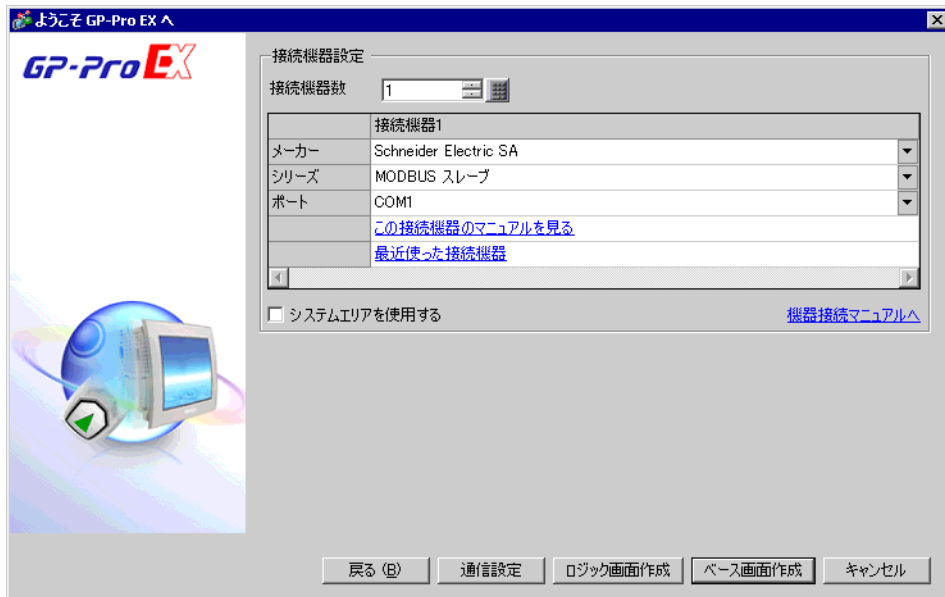 ようこそ GP-Pro EX へ
GP-Pro EX
接続機器設定
接続機器数 1
接続機器1
メーカー Schneider Electric SA
シリーズ MODBUS スレーブ
ポート COM1
この接続機器のマニュアルを見る
最近使った接続機器
システムエリアを使用する 機器接続マニュアルへ
戻る (B) 通信設定 ロジック画面作成 ベース画面作成 キャンセル